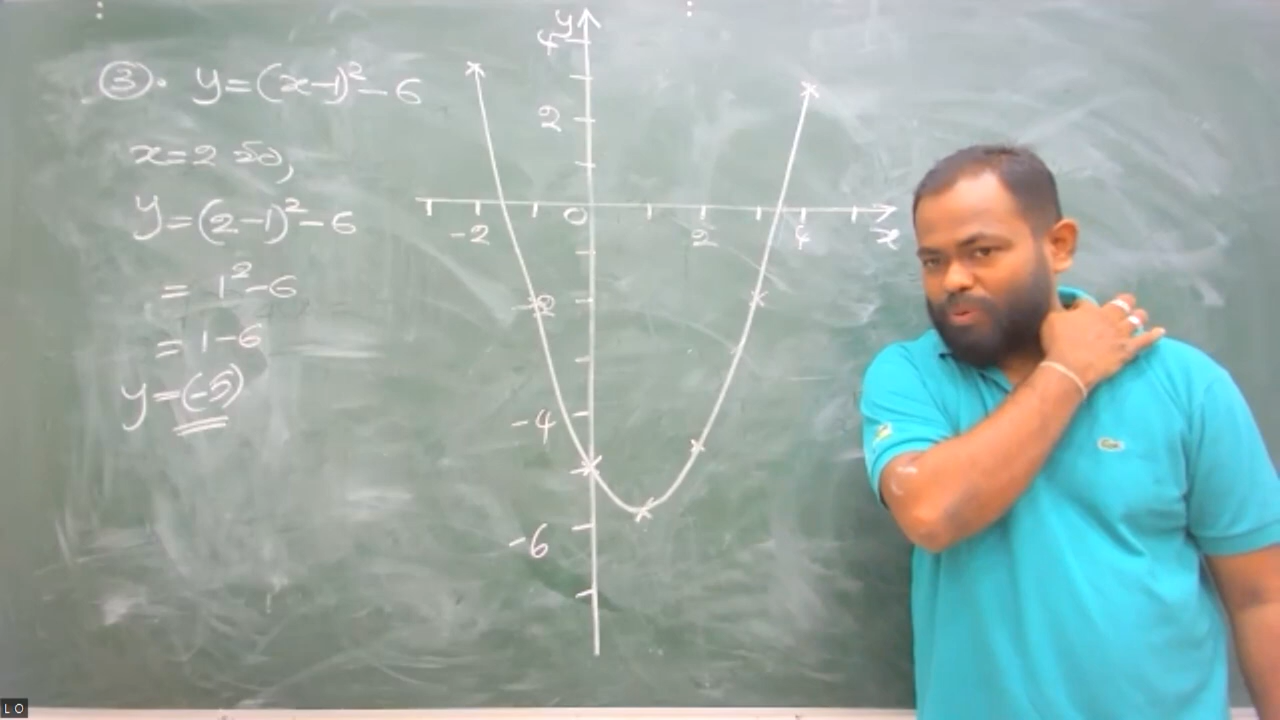 ③. y=(x-1)²-6
x=2 නම්,
y=(2-1)²-6
= 1²-6
= 1-6
y=(-5)
y
4
2
-2 0 2 4 x
-2
-4
-6
LO